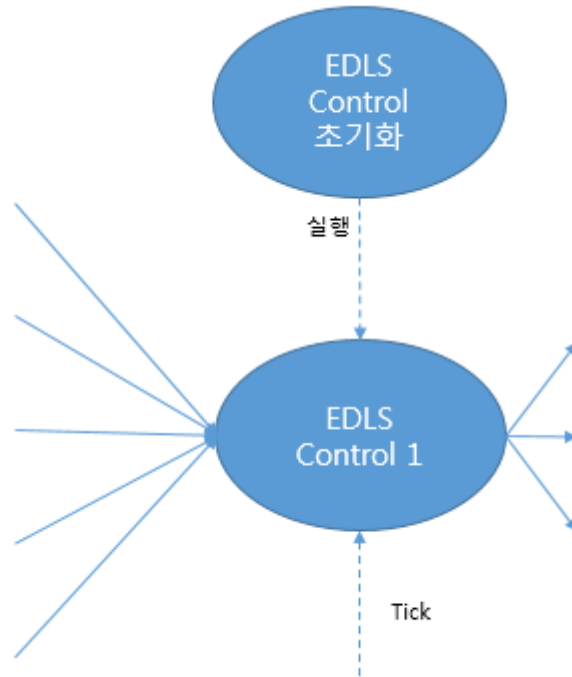 EDLS
Control
초기화
실행
EDLS
Control 1
Tick